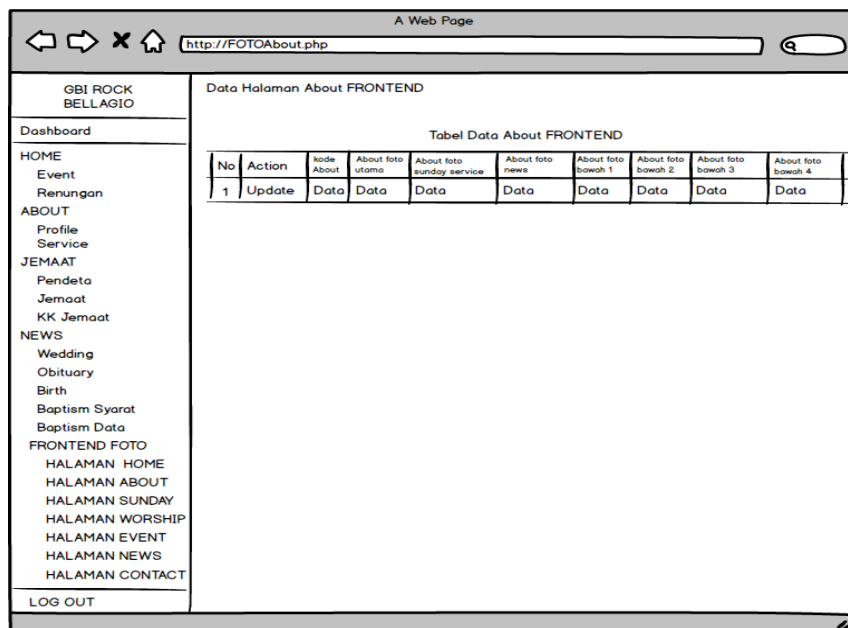 A Web Page
http://FOTOAbout.php
GBI ROCK
BELLAGIO
Dashboard
HOME
Event
Renungan
ABOUT
Profile
Service
JEMAAT
Pendeta
Jemaat
KK Jemaat
NEWS
Wedding
Obituary
Birth
Baptism Syarat
Baptism Data
FRONTEND FOTO
HALAMAN HOME
HALAMAN ABOUT
HALAMAN SUNDAY
HALAMAN WORSHIP
HALAMAN EVENT
HALAMAN NEWS
HALAMAN CONTACT
LOG OUT
Data Halaman About FRONTEND
Tabel Data About FRONTEND
No Action kode About About foto utama About foto sunday service About foto news About foto bawah 1 About foto bawah 2 About foto bawah 3 About foto bawah 4
1 Update Data Data Data Data Data Data Data Data